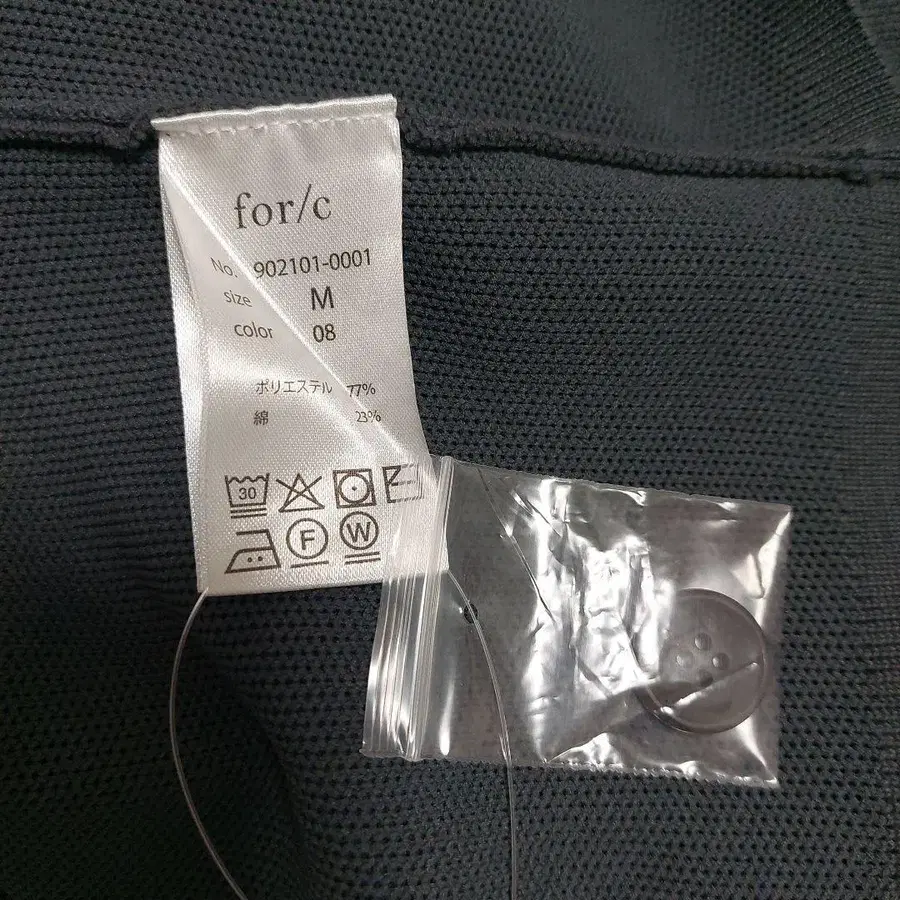 for/c
No. 902101-0001
size M
color 08
ポリエステル 77%
綿 23%
30
F W